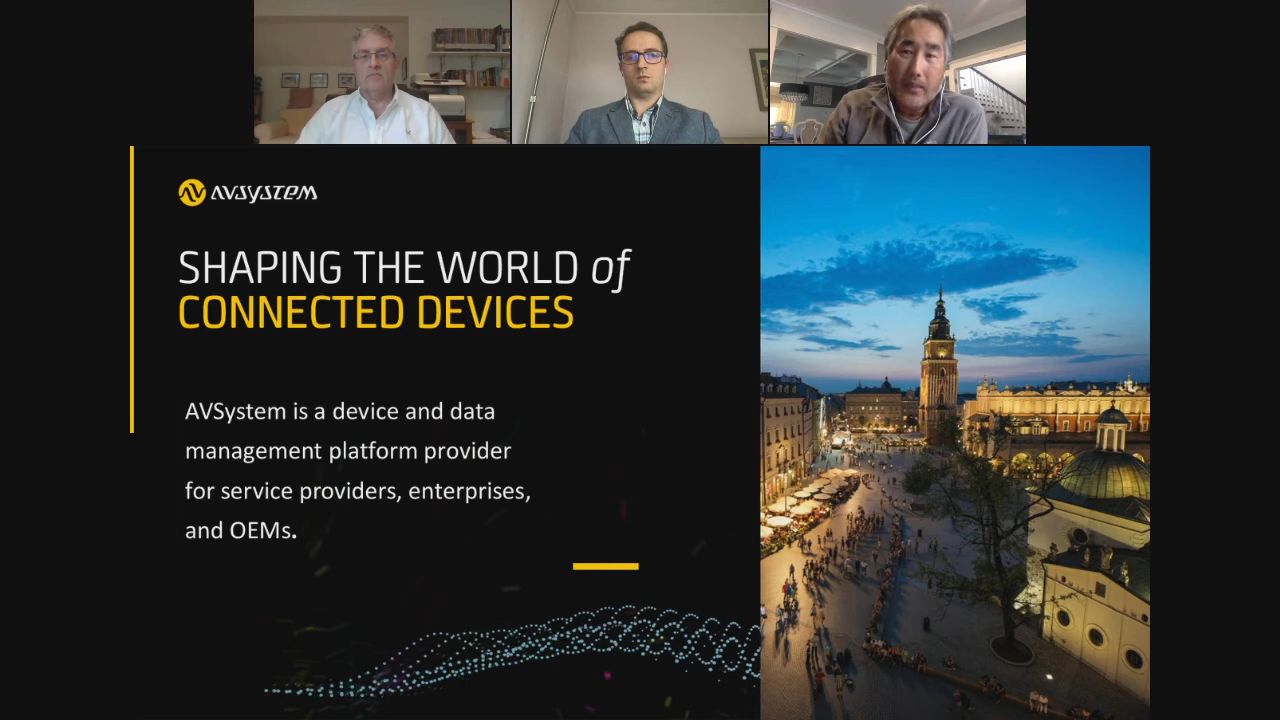 AVSYSTEM
SHAPING THE WORLD of
CONNECTED DEVICES
AVSystem is a device and data
management platform provider
for service providers, enterprises,
and OEMs.